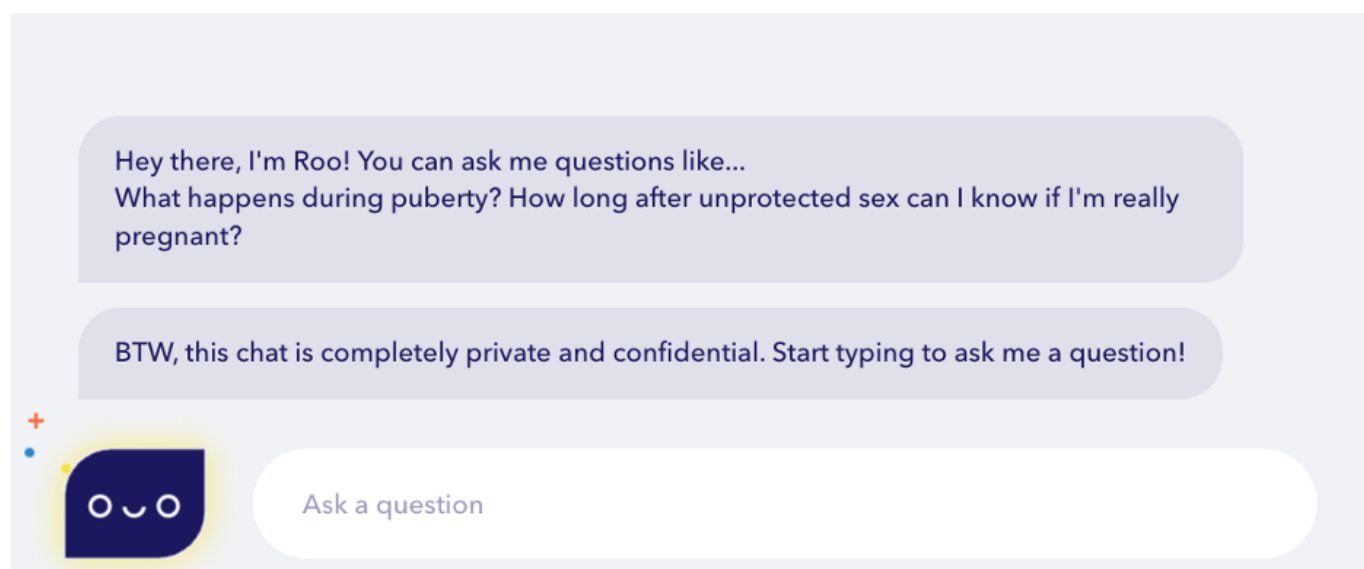 Hey there, I'm Roo! You can ask me questions like...
What happens during puberty? How long after unprotected sex can I know if I'm really
pregnant?
BTW, this chat is completely private and confidential. Start typing to ask me a question!
Ask a question